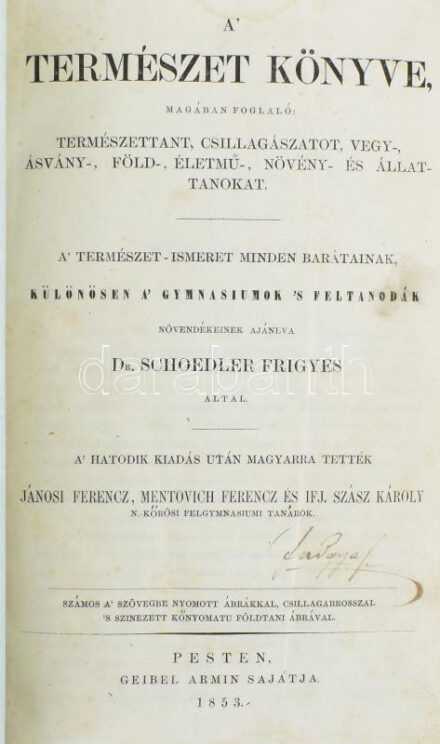 A'
TERMÉSZET KÖNYVE,
MAGÁBAN FOGLALÓ:
TERMÉSZETTANT, CSILLAGÁSZATOT, VEGY-,
ÁSVÁNY-, FÖLD-, ÉLETMŰ-, NÖVÉNY- ÉS ÁLLAT-
TANOKAT.
A' TERMÉSZET-ISMERET MINDEN BARÁTAINAK,
KÜLÖNÖSEN A' GYMNASIUMOK 'S FELTANODÁK
NÖVENDÉKEINEK AJÁNLVA
DR. SCHOEDLER FRIGYES
darabanth
ÁLTAL.
A' HATODIK KIADÁS UTÁN MAGYARRA TETTÉK
JÁNOSI FERENCZ, MENTOVICH FERENCZ ÉS IFJ. SZÁSZ KÁROLY
N.-KŐRÖSI FELGYMNASIUMI TANÁROK.
SZÁMOS A' SZÖVEGBE NYOMOTT ÁBRÁKKAL, CSILLAGABROSSZAL
'S SZINEZETT KŐNYOMATU FÖLDTANI ÁBRÁVAL.
PESTEN,
GEIBEL ARMIN SAJÁTJA.
1853.